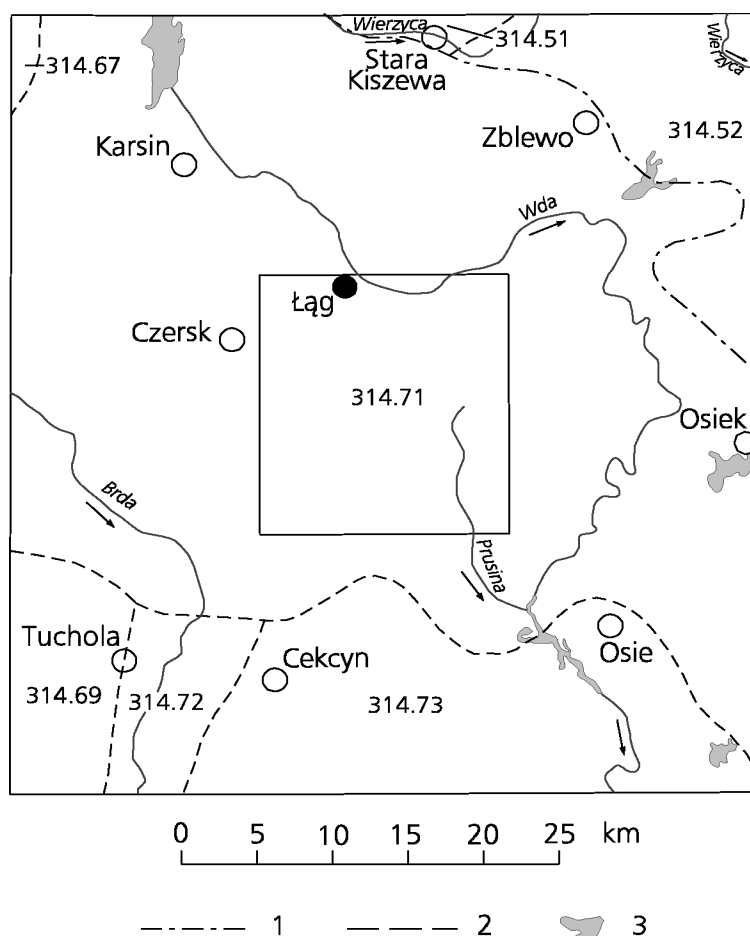 Wierzyca
314.51
Wierzyca
314.67
Stara
Kiszewa
Karsin
Zblewo
314.52
Wda
Łąg
Czersk
314.71
Osiek
Brda
Prusina
Tuchola
Cekcyn
Osie
314.69
314.72
314.73
0 5 10 15 20 25 km
1 2 3